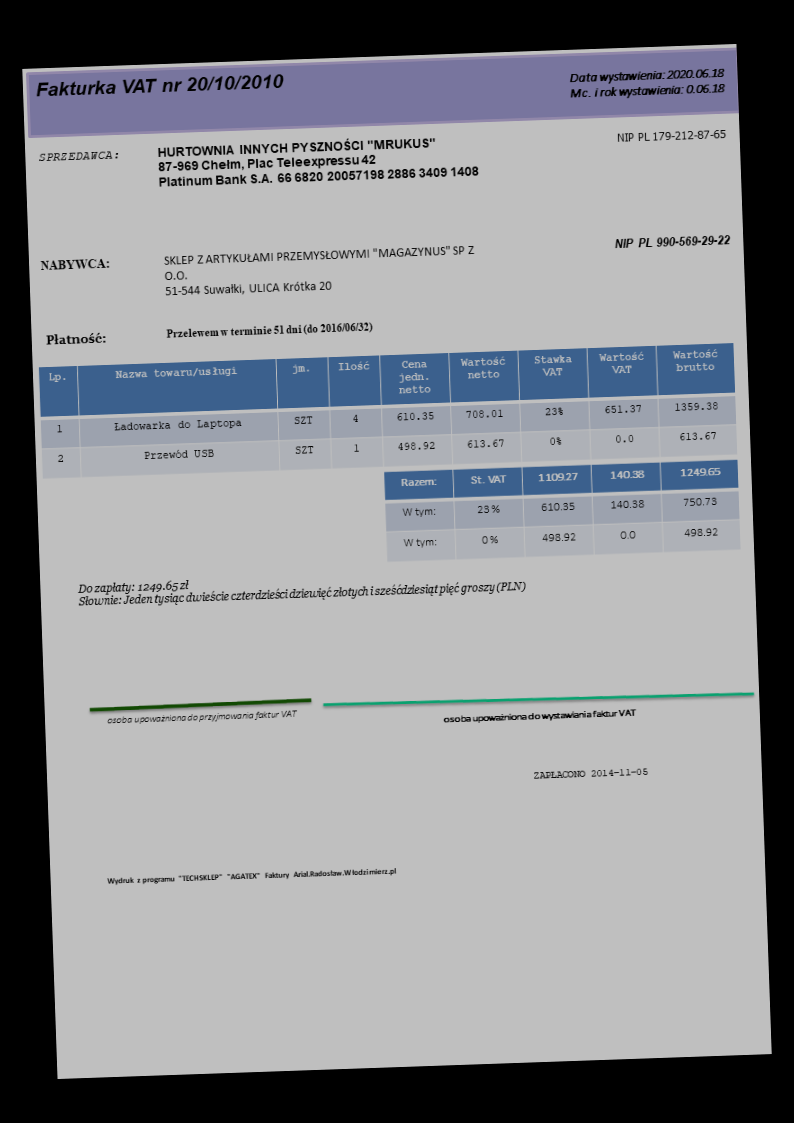 Fakturka VAT nr 20/10/2010
Data wystawienia: 2020.06.18
Mc. i rok wystawienia: 0.06.18
SPRZEDAWCA:
HURTOWNIA INNYCH PYSZNOŚCI "MRUKUS"
87-969 Chełm, Plac Teleexpressu 42
Platinum Bank S.A. 66 6820 20057198 2886 3409 1408
NIP PL 179-212-87-65
NABYWCA:
SKLEP Z ARTYKUŁAMI PRZEMYSŁOWYMI "MAGAZYNUS" SP Z
O.O.
51-544 Suwałki, ULICA Krótka 20
NIP PL 990-569-29-22
Płatność:
Przelewem w terminie 51 dni (do 2016/06/32)
Lp. Nazwa towaru/usługi jm. Ilość Cena jedn. netto Wartość netto Stawka VAT Wartość VAT Wartość brutto
1 Ładowarka do Laptopa SZT 4 610.35 708.01 23% 651.37 1359.38
2 Przewód USB SZT 1 498.92 613.67 0% 0.0 613.67
Razem: St. VAT 1109.27 140.38 1249.65
W tym: 23 % 610.35 140.38 750.73
W tym: 0 % 498.92 0.0 498.92
Do zapłaty: 1249.65 zł
Słownie: Jeden tysiąc dwieście czterdzieści dziewięć złotych i sześćdziesiąt pięć groszy (PLN)
osoba upoważniona do przyjmowania faktur VAT
osoba upoważniona do wystawiania faktur VAT
ZAPŁACONO 2014-11-05
Wydruk z programu "TECHSKLEP" "AGATEX" Faktury Arial.Radosław.Włodzimierz.pl